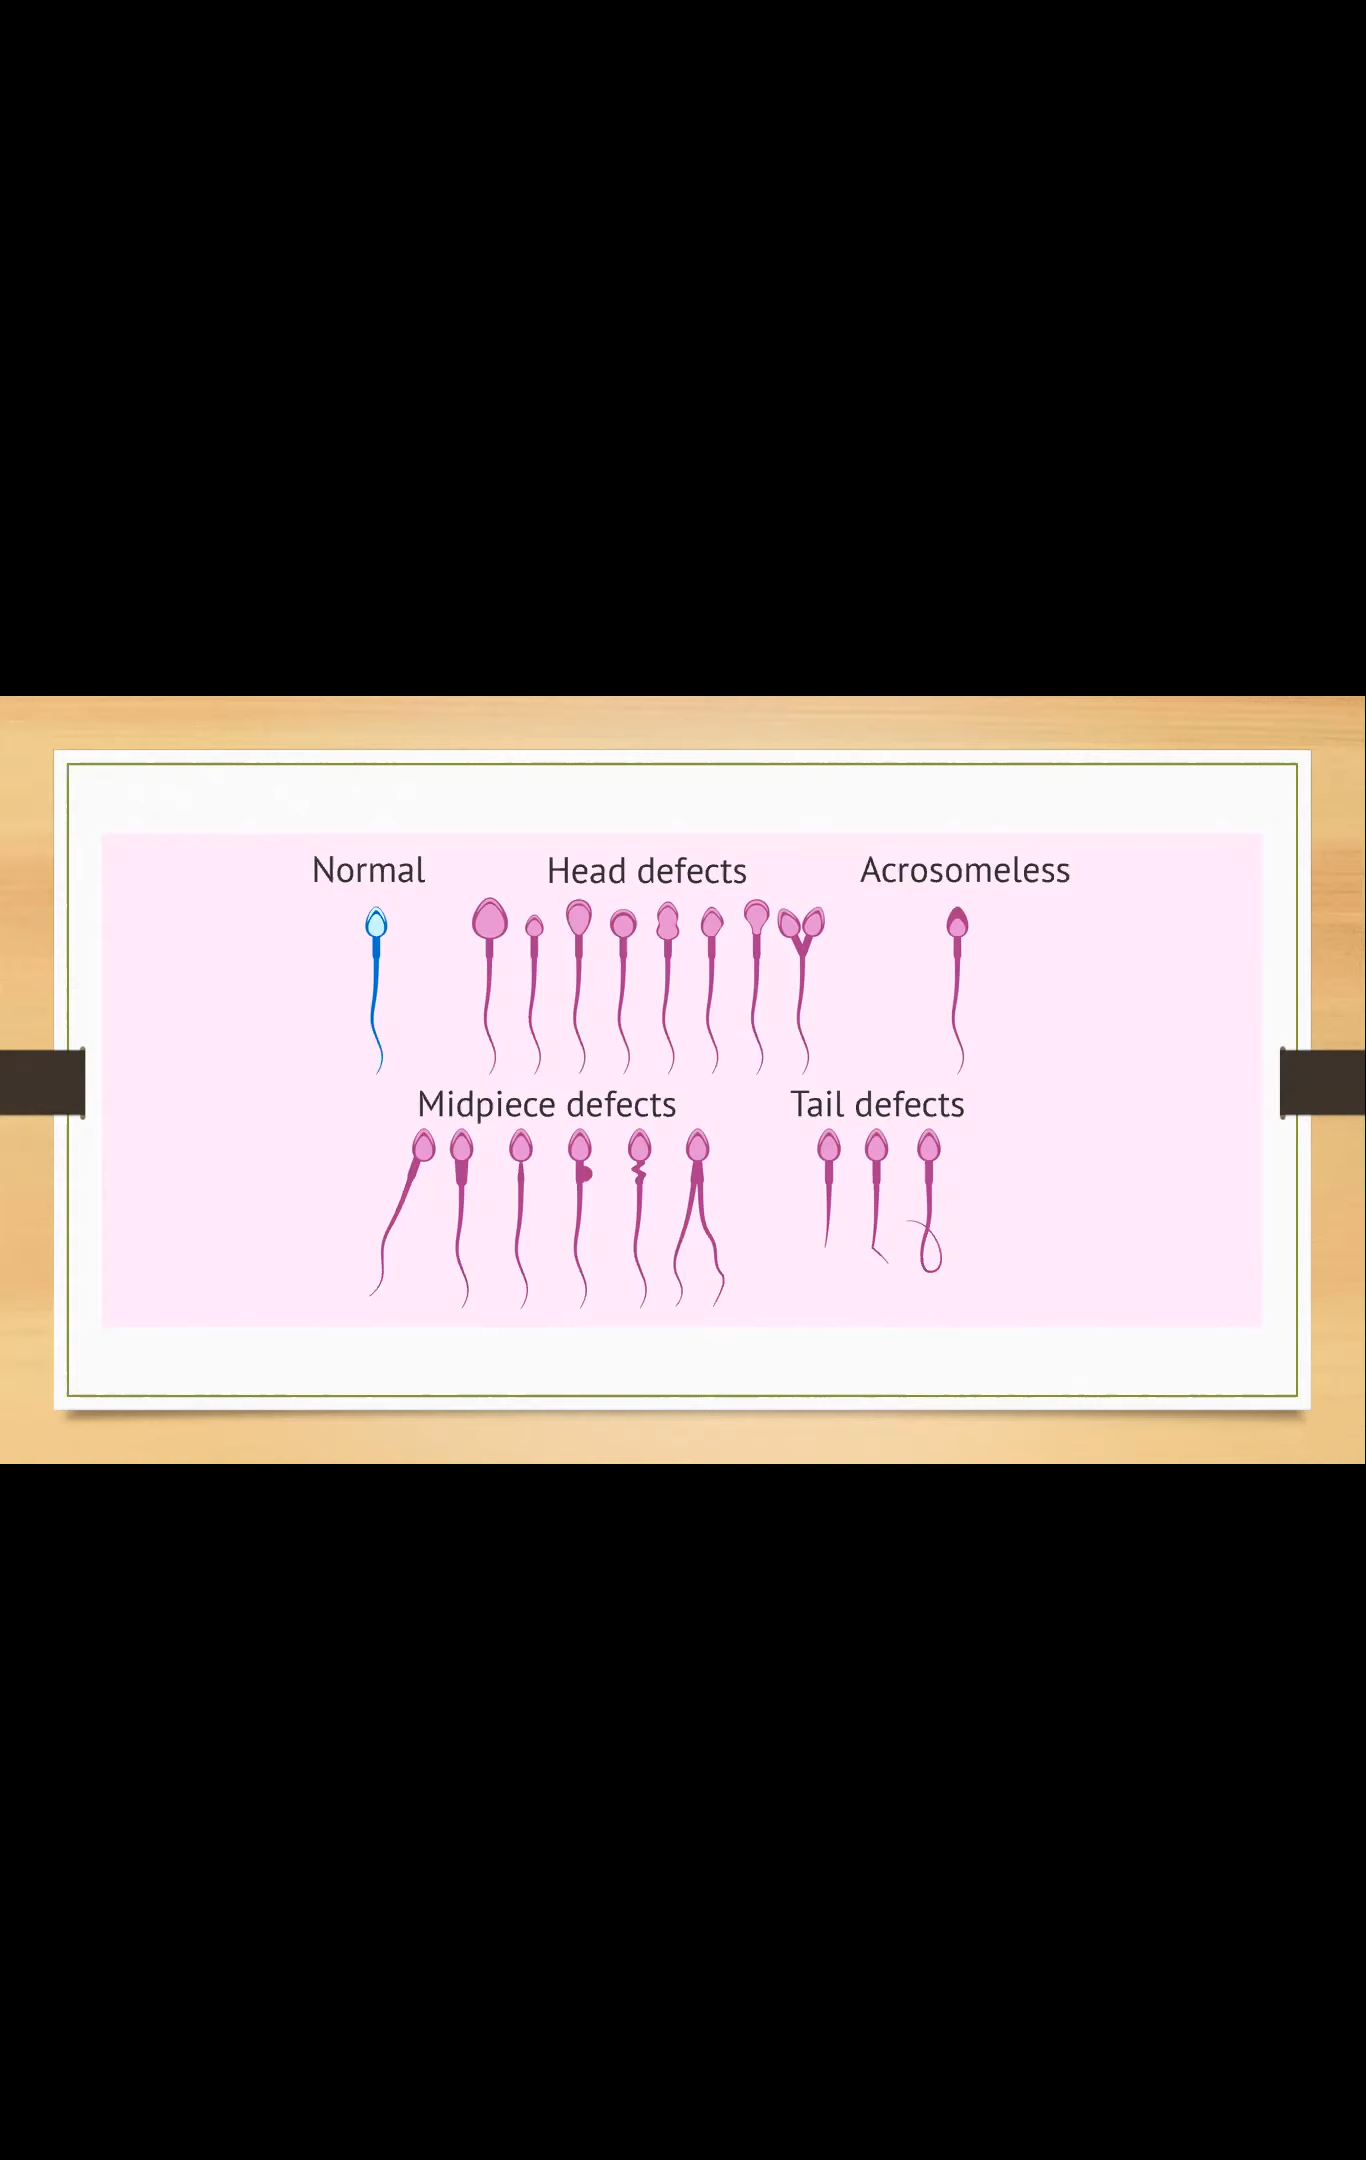 Normal
Head defects
Acrosomeless
Midpiece defects
Tail defects